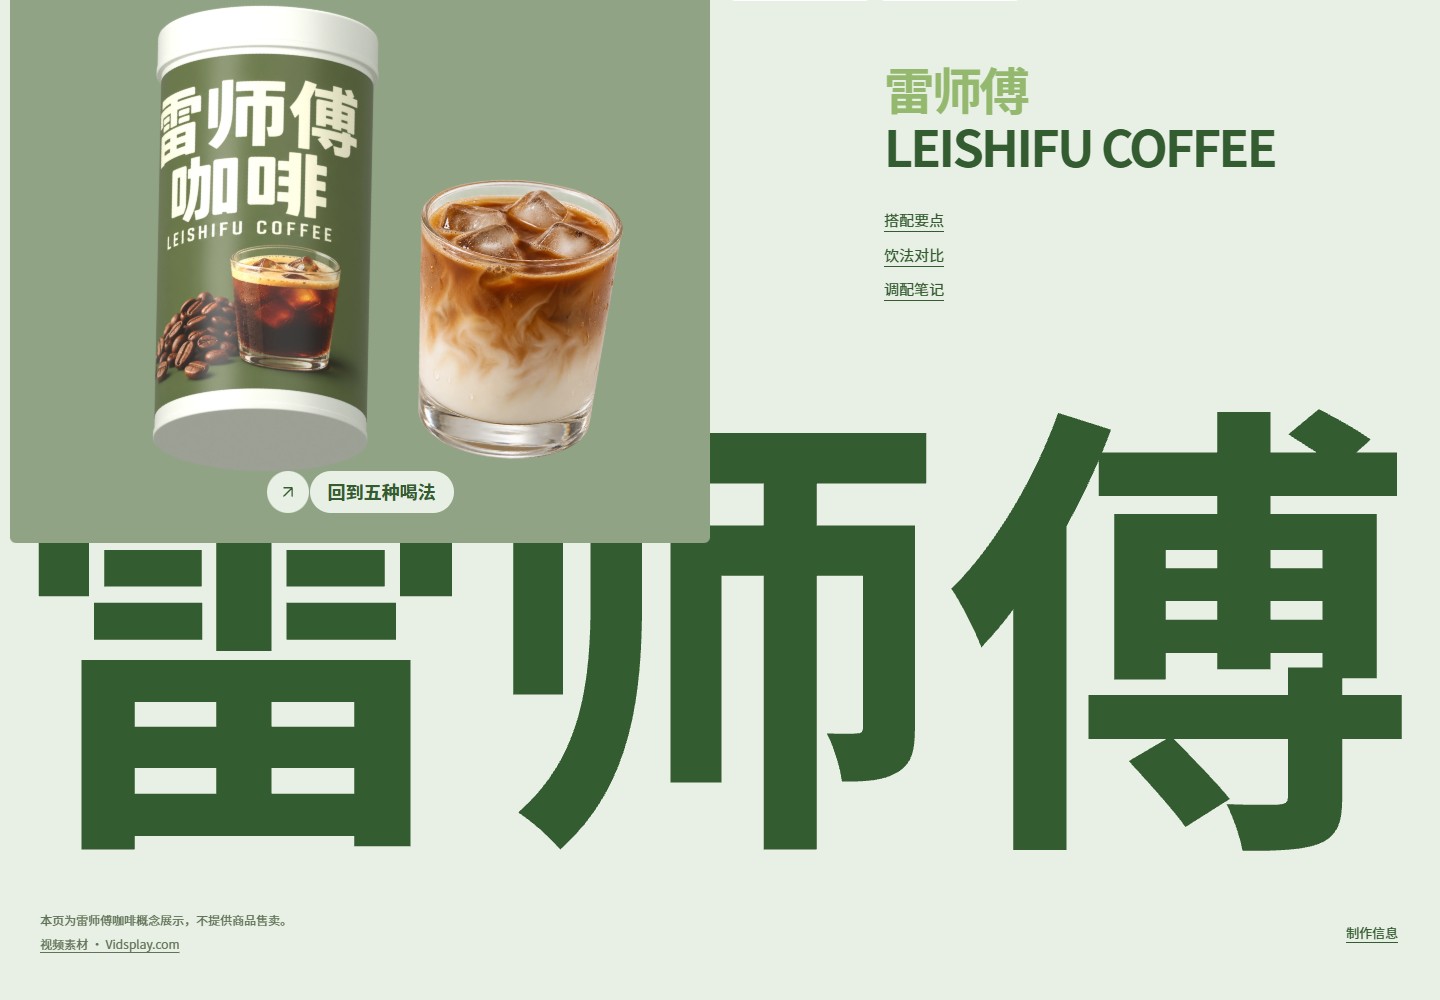 雷师傅
咖啡
LEISHIFU COFFEE
回到五种喝法
雷师傅
LEISHIFU COFFEE
搭配要点
饮法对比
调配笔记
雷师傅
本页为雷师傅咖啡概念展示，不提供商品售卖。
视频素材 · Vidsplay.com
制作信息